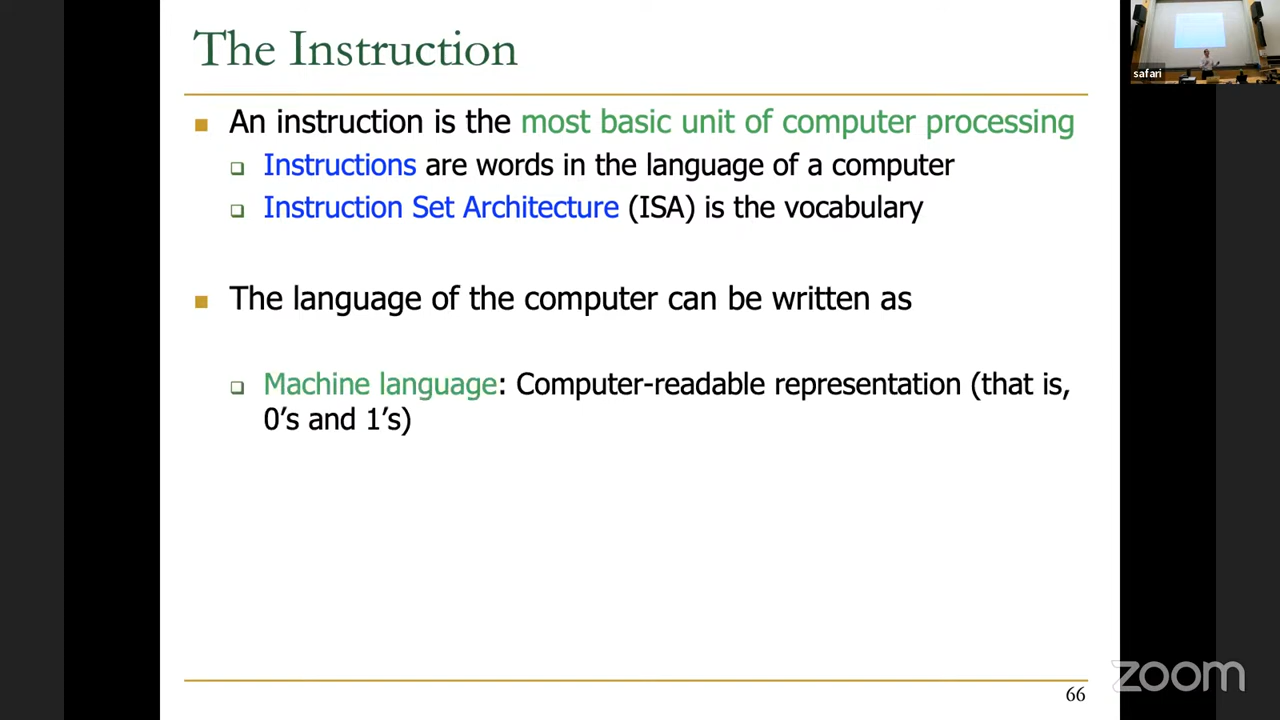 The Instruction
An instruction is the most basic unit of computer processing
Instructions are words in the language of a computer
Instruction Set Architecture (ISA) is the vocabulary
The language of the computer can be written as
Machine language: Computer-readable representation (that is,
0's and 1's)
66
safari
zoom